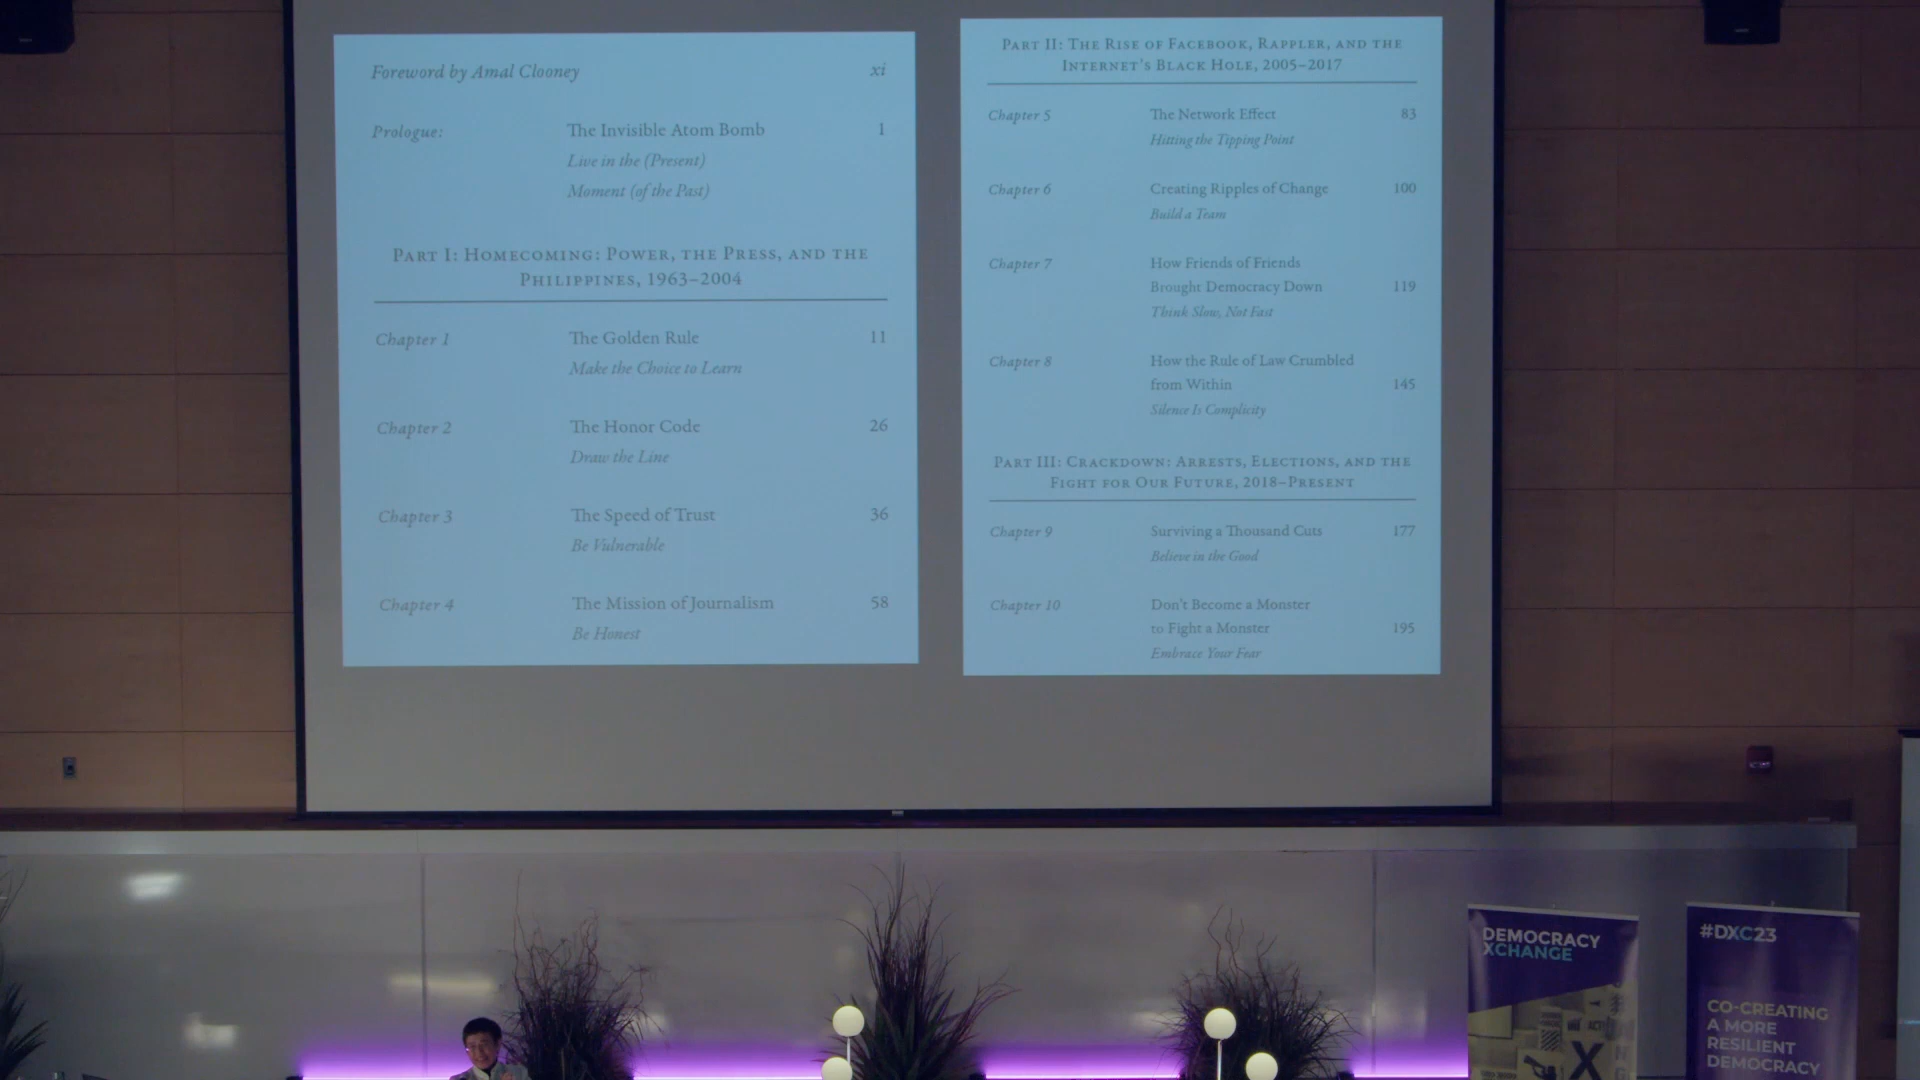 Foreword by Amal Clooney xi
Prologue: The Invisible Atom Bomb 1
Live in the (Present)
Moment (of the Past)
Part I: Homecoming: Power, the Press, and the
Philippines, 1963–2004
Chapter 1 The Golden Rule 11
Make the Choice to Learn
Chapter 2 The Honor Code 26
Draw the Line
Chapter 3 The Speed of Trust 36
Be Vulnerable
Chapter 4 The Mission of Journalism 58
Be Honest
Part II: The Rise of Facebook, Rappler, and the
Internet's Black Hole, 2005–2017
Chapter 5 The Network Effect 83
Hitting the Tipping Point
Chapter 6 Creating Ripples of Change 100
Build a Team
Chapter 7 How Friends of Friends
Brought Democracy Down 119
Think Slow, Not Fast
Chapter 8 How the Rule of Law Crumbled
from Within 145
Silence Is Complicity
Part III: Crackdown: Arrests, Elections, and the
Fight for Our Future, 2018–Present
Chapter 9 Surviving a Thousand Cuts 177
Believe in the Good
Chapter 10 Don't Become a Monster
to Fight a Monster 195
Embrace Your Fear
DEMOCRACY
XCHANGE
X
#DXC23
CO-CREATING
A MORE
RESILIENT
DEMOCRACY